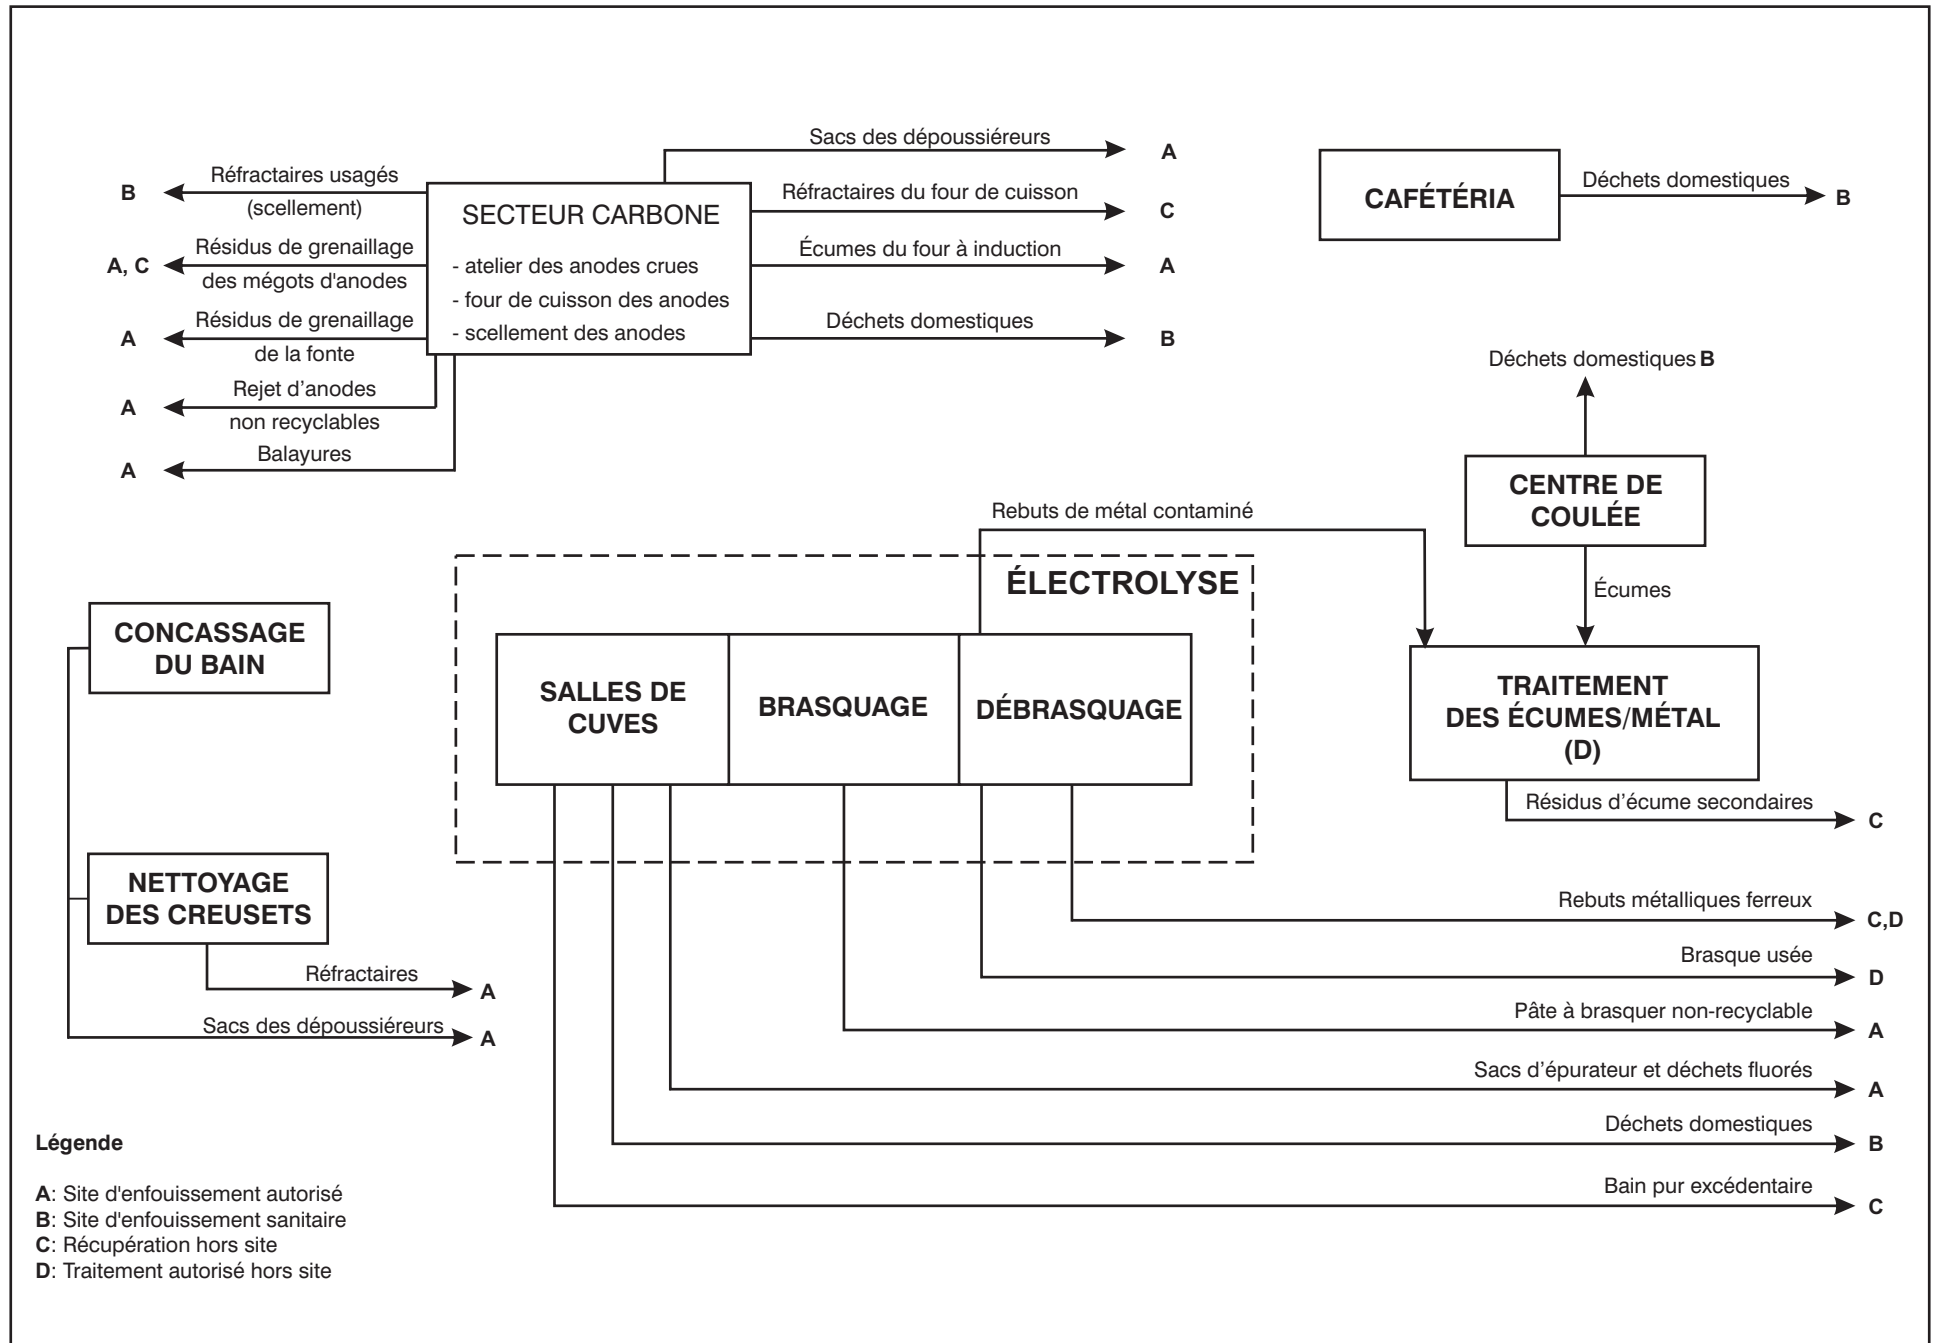 Sacs des dépoussiéreurs
A
Réfractaires usagés
(scellement)
B
Réfractaires du four de cuisson
C
Résidus de grenaillage
des mégots d'anodes
A, C
Écumes du four à induction
A
Résidus de grenaillage
de la fonte
A
Déchets domestiques
B
Rejet d’anodes
non recyclables
A
Balayures
A
SECTEUR CARBONE
- atelier des anodes crues
- four de cuisson des anodes
- scellement des anodes
CAFÉTÉRIA
Déchets domestiques
B
Déchets domestiques B
CENTRE DE
COULÉE
Écumes
Rebuts de métal contaminé
ÉLECTROLYSE
SALLES DE
CUVES
BRASQUAGE
DÉBRASQUAGE
TRAITEMENT
DES ÉCUMES/MÉTAL
(D)
Résidus d’écume secondaires
C
CONCASSAGE
DU BAIN
NETTOYAGE
DES CREUSETS
Réfractaires
A
Sacs des dépoussiéreurs
A
Rebuts métalliques ferreux
C,D
Brasque usée
D
Pâte à brasquer non-recyclable
A
Sacs d’épurateur et déchets fluorés
A
Déchets domestiques
B
Bain pur excédentaire
C
Légende
A: Site d'enfouissement autorisé
B: Site d'enfouissement sanitaire
C: Récupération hors site
D: Traitement autorisé hors site